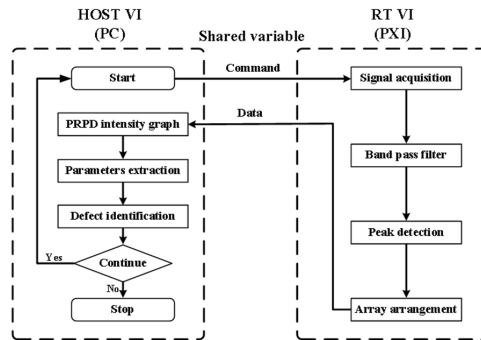 HOST VI
(PC)
Shared variable
RT VI
(PXI)
Start
Command
Signal acquisition
PRPD intensity graph
Data
Band pass filter
Parameters extraction
Defect identification
Peak detection
Yes
Continue
No
Stop
Array arrangement